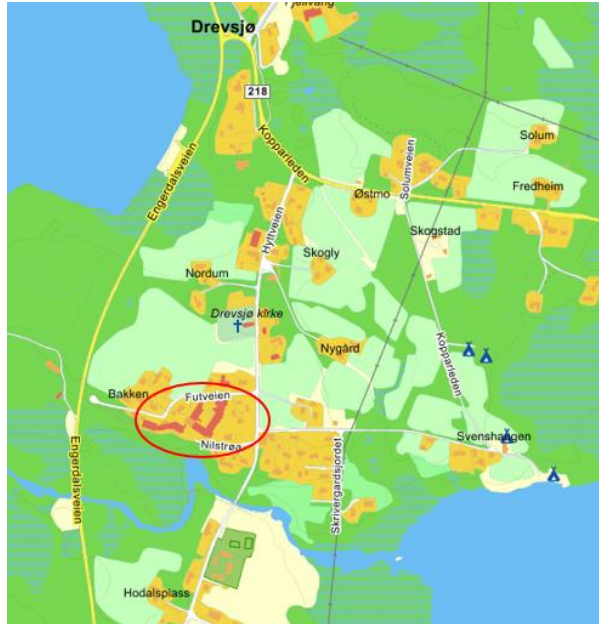 Fjellvang
Drevsjø
218
Kopparleden
Engerdalsveien
Solum
Solumveien
Fredheim
Østmo
Hyttveien
Skogstad
Skogly
Nordum
Drevsjø kirke
Kopparleden
Nygård
Bakken
Futveien
Svenshaugen
Nilstrøa
Skrivergardsjordet
Engerdalsveien
Hodalsplass